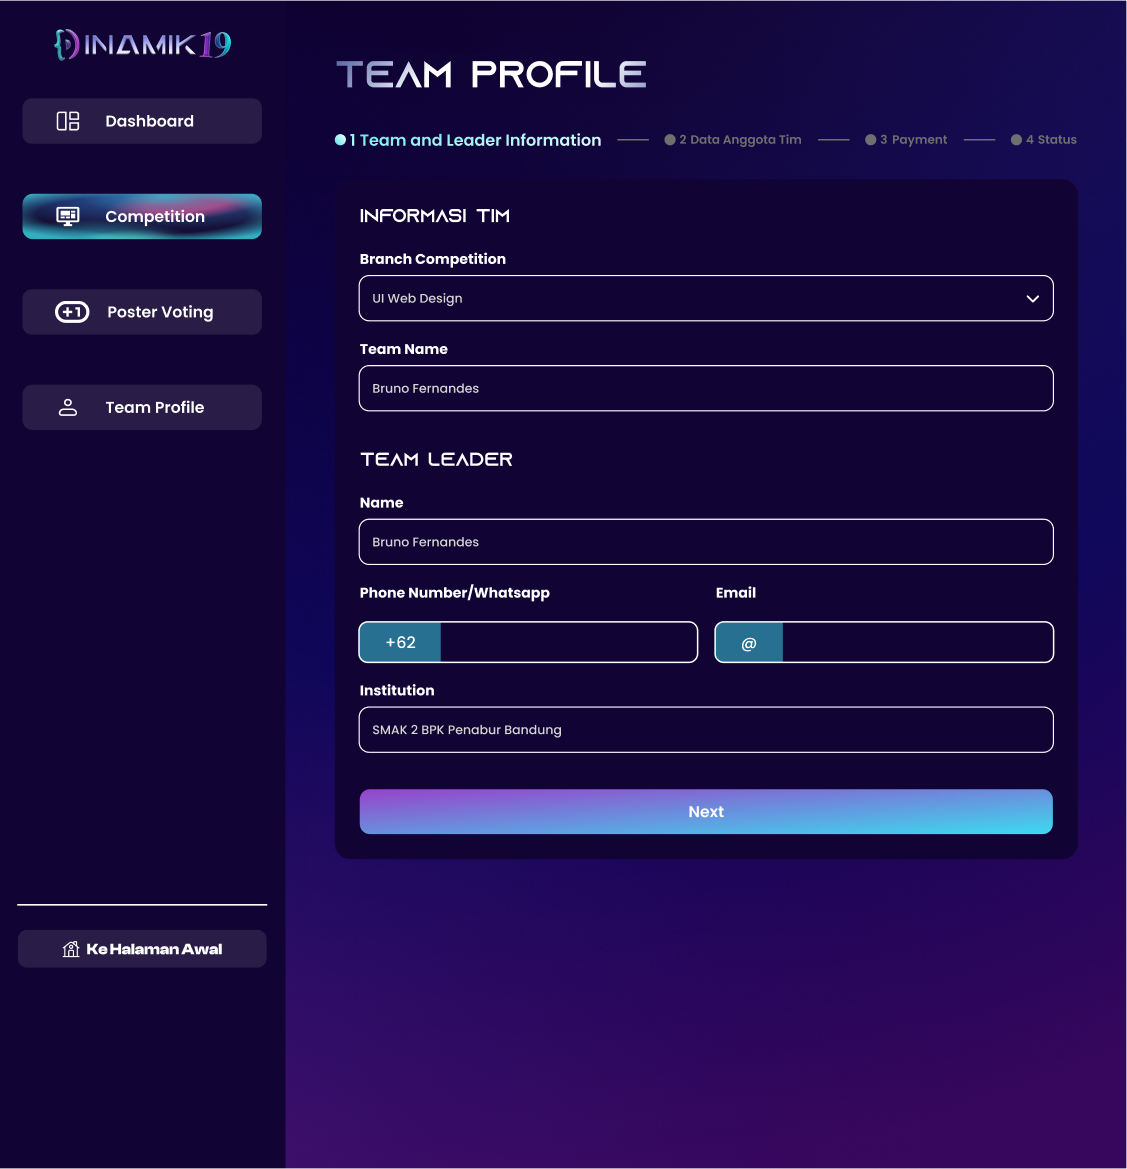 DINAMIK19
Dashboard
Competition
+1 Poster Voting
Team Profile
Ke Halaman Awal
TEAM PROFILE
1 Team and Leader Information
2 Data Anggota Tim
3 Payment
4 Status
INFORMASI TIM
Branch Competition
UI Web Design
Team Name
Bruno Fernandes
TEAM LEADER
Name
Bruno Fernandes
Phone Number/Whatsapp
+62
Email
@
Institution
SMAK 2 BPK Penabur Bandung
Next